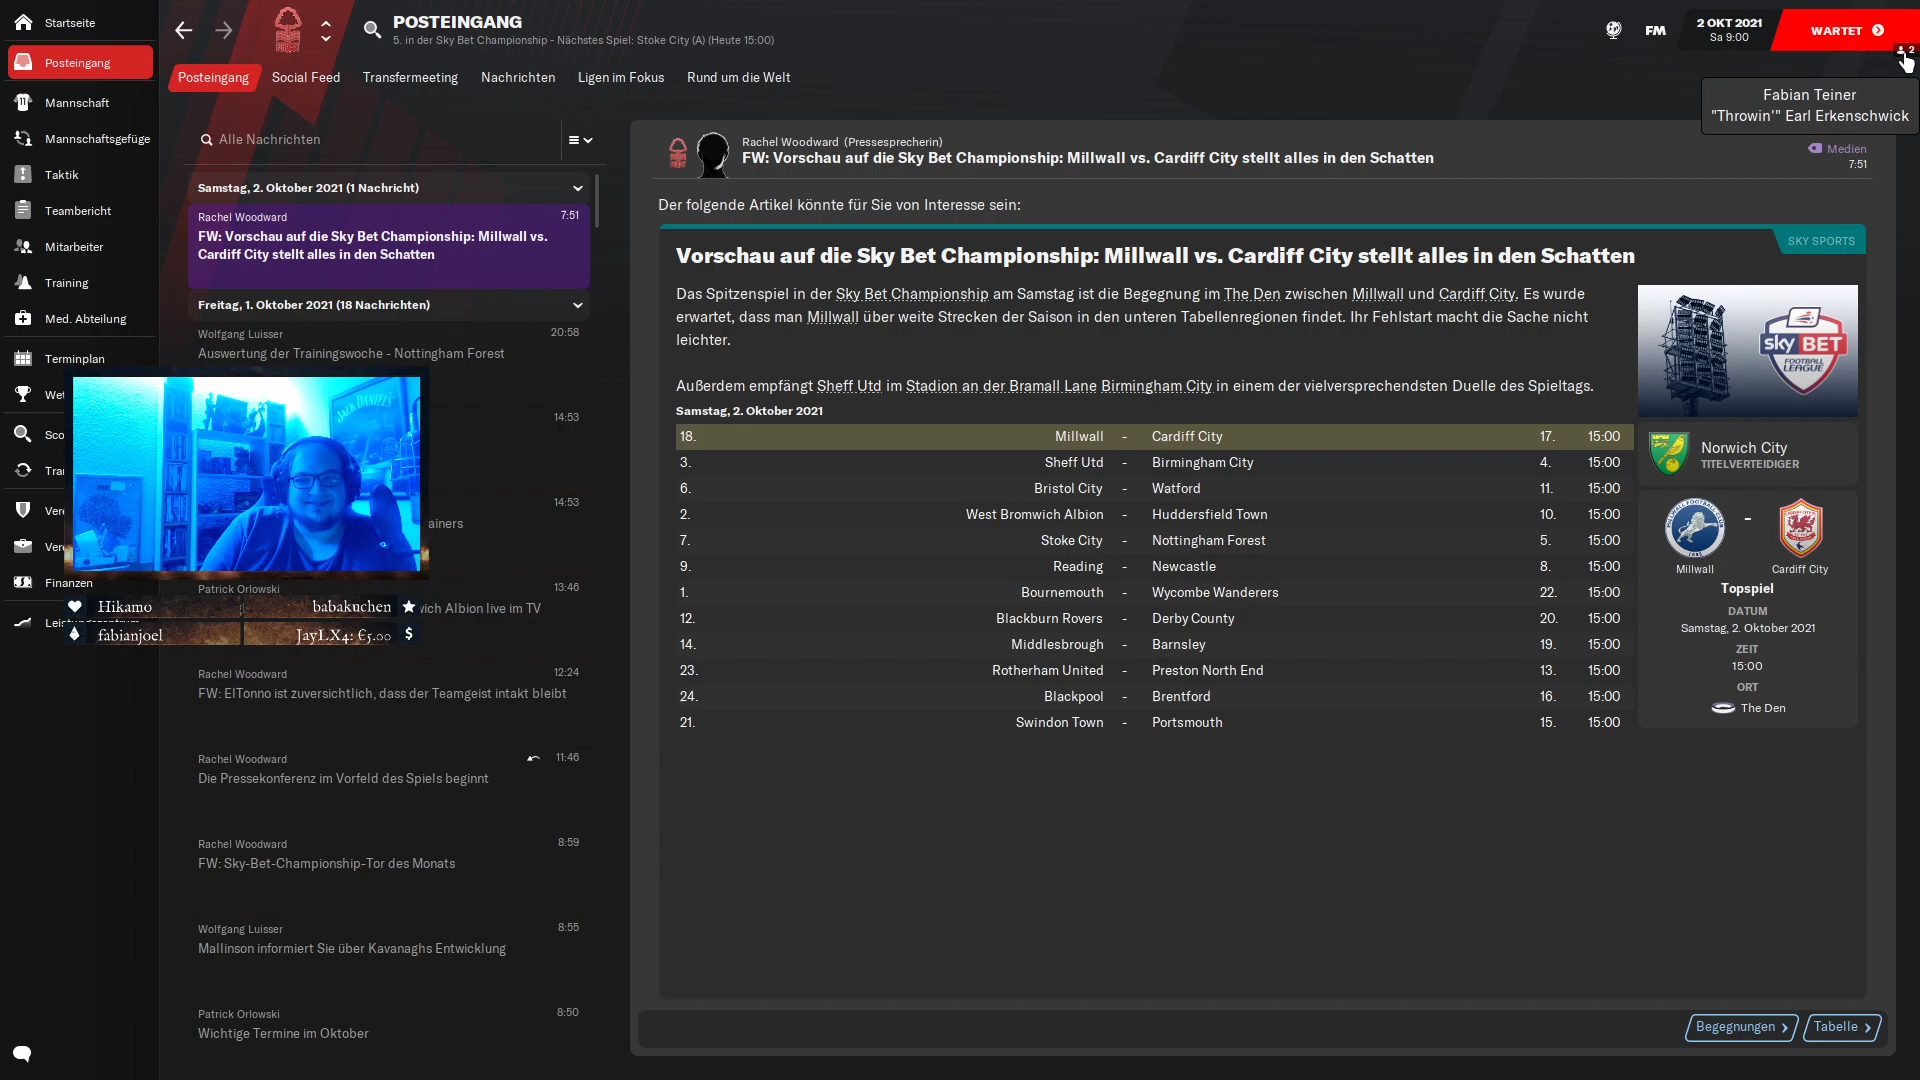 Startseite
Posteingang
Mannschaft
Mannschaftsgefüge
Taktik
Teambericht
Mitarbeiter
Training
Med. Abteilung
Terminplan
Finanzen
POSTEINGANG
5. in der Sky Bet Championship - Nächstes Spiel: Stoke City (A) (Heute 15:00)
FM
2 OKT 2021
Sa 9:00
WARTET
2
Fabian Teiner
"Throwin'" Earl Erkenschwick
Posteingang Social Feed Transfermeeting Nachrichten Ligen im Fokus Rund um die Welt
Alle Nachrichten
Samstag, 2. Oktober 2021 (1 Nachricht)
Rachel Woodward 7:51
FW: Vorschau auf die Sky Bet Championship: Millwall vs.
Cardiff City stellt alles in den Schatten
Freitag, 1. Oktober 2021 (18 Nachrichten)
Wolfgang Luisser 20:58
Auswertung der Trainingswoche - Nottingham Forest
14:53
14:53
ainers
JACK DANIEL'S
Patrick Orlowski 13:46
Albion live im TV
Hikamo babakuchen
fabianjoel JayLX4: €5.00
Rachel Woodward 12:24
FW: ElTonno ist zuversichtlich, dass der Teamgeist intakt bleibt
Rachel Woodward 11:46
Die Pressekonferenz im Vorfeld des Spiels beginnt
Rachel Woodward 8:59
FW: Sky-Bet-Championship-Tor des Monats
Wolfgang Luisser 8:55
Mallinson informiert Sie über Kavanaghs Entwicklung
Patrick Orlowski 8:50
Wichtige Termine im Oktober
Rachel Woodward (Pressesprecherin)
FW: Vorschau auf die Sky Bet Championship: Millwall vs. Cardiff City stellt alles in den Schatten
Medien
7:51
Der folgende Artikel könnte für Sie von Interesse sein:
SKY SPORTS
Vorschau auf die Sky Bet Championship: Millwall vs. Cardiff City stellt alles in den Schatten
Das Spitzenspiel in der Sky Bet Championship am Samstag ist die Begegnung im The Den zwischen Millwall und Cardiff City. Es wurde
erwartet, dass man Millwall über weite Strecken der Saison in den unteren Tabellenregionen findet. Ihr Fehlstart macht die Sache nicht
leichter.
Außerdem empfängt Sheff Utd im Stadion an der Bramall Lane Birmingham City in einem der vielversprechendsten Duelle des Spieltags.
Samstag, 2. Oktober 2021
18. Millwall - Cardiff City 17. 15:00
3. Sheff Utd - Birmingham City 4. 15:00
6. Bristol City - Watford 11. 15:00
2. West Bromwich Albion - Huddersfield Town 10. 15:00
7. Stoke City - Nottingham Forest 5. 15:00
9. Reading - Newcastle 8. 15:00
1. Bournemouth - Wycombe Wanderers 22. 15:00
12. Blackburn Rovers - Derby County 20. 15:00
14. Middlesbrough - Barnsley 19. 15:00
23. Rotherham United - Preston North End 13. 15:00
24. Blackpool - Brentford 16. 15:00
21. Swindon Town - Portsmouth 15. 15:00
sky BET
FOOTBALL
LEAGUE
Norwich City
TITELVERTEIDIGER
-
Millwall Cardiff City
Topspiel
DATUM
Samstag, 2. Oktober 2021
ZEIT
15:00
ORT
The Den
Begegnungen
Tabelle